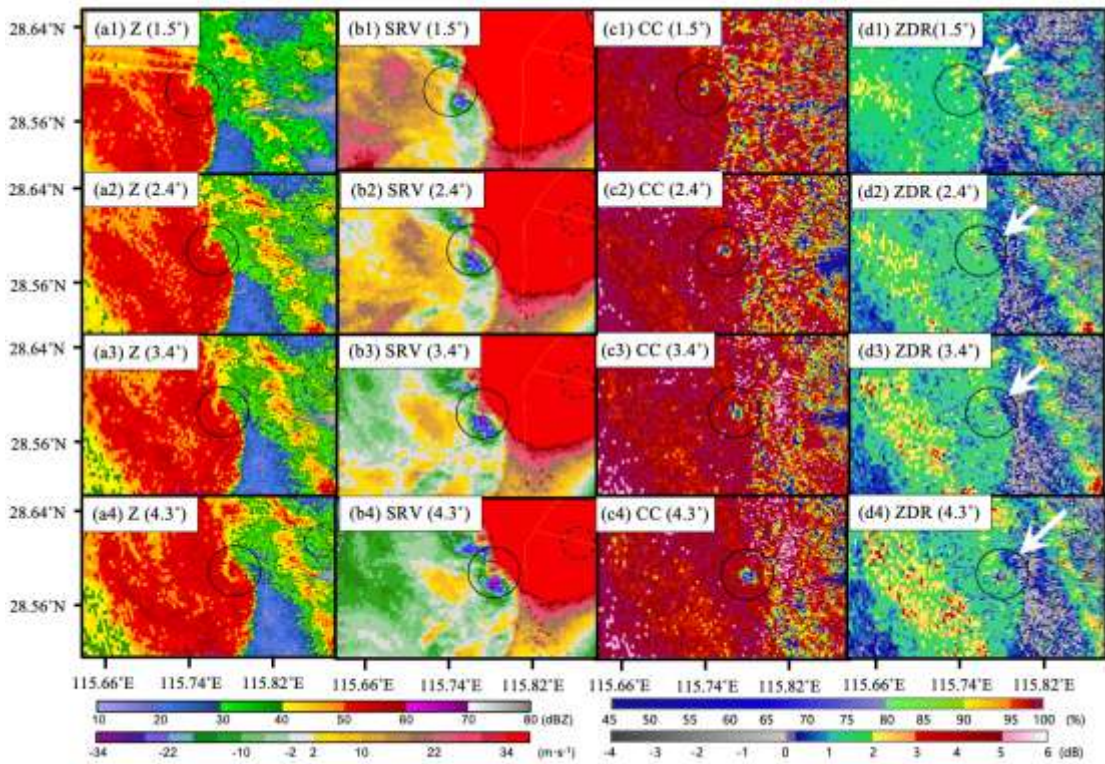 28.64°N
(a1) Z (1.5°)
(b1) SRV (1.5°)
(c1) CC (1.5°)
(d1) ZDR(1.5°)
28.56°N
28.64°N
(a2) Z (2.4°)
(b2) SRV (2.4°)
(c2) CC (2.4°)
(d2) ZDR (2.4°)
28.56°N
28.64°N
(a3) Z (3.4°)
(b3) SRV (3.4°)
(c3) CC (3.4°)
(d3) ZDR (3.4°)
28.56°N
28.64°N
(a4) Z (4.3°)
(b4) SRV (4.3°)
(c4) CC (4.3°)
(d4) ZDR (4.3°)
28.56°N
115.66°E 115.74°E 115.82°E 115.74°E 115.82°E 115.66°E 115.74°E 115.82°E 115.66°E 115.74°E 115.82°E
10 20 30 40 50 60 70 80 (dBZ)
45 55 65 75 80 85 90 95 100 (%)
-34 -22 -10 -2 2 10 22 34 (m·s⁻¹)
-4 -3 -2 -1 0 1 2 3 4 5 6 (dB)